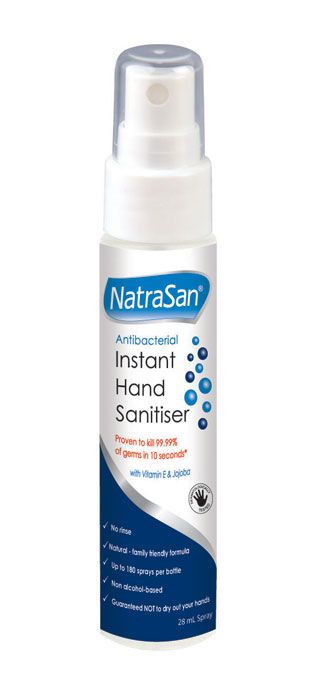 NatraSan®
Antibacterial
Instant
Hand
Sanitiser
Proven to kill 99.99%
of germs in 10 seconds*
with Vitamin E & Jojoba
✓ No rinse
✓ Natural - family friendly formula
✓ Up to 180 sprays per bottle
✓ Non alcohol-based
✓ Guaranteed NOT to dry out your hands
28 mL Spray